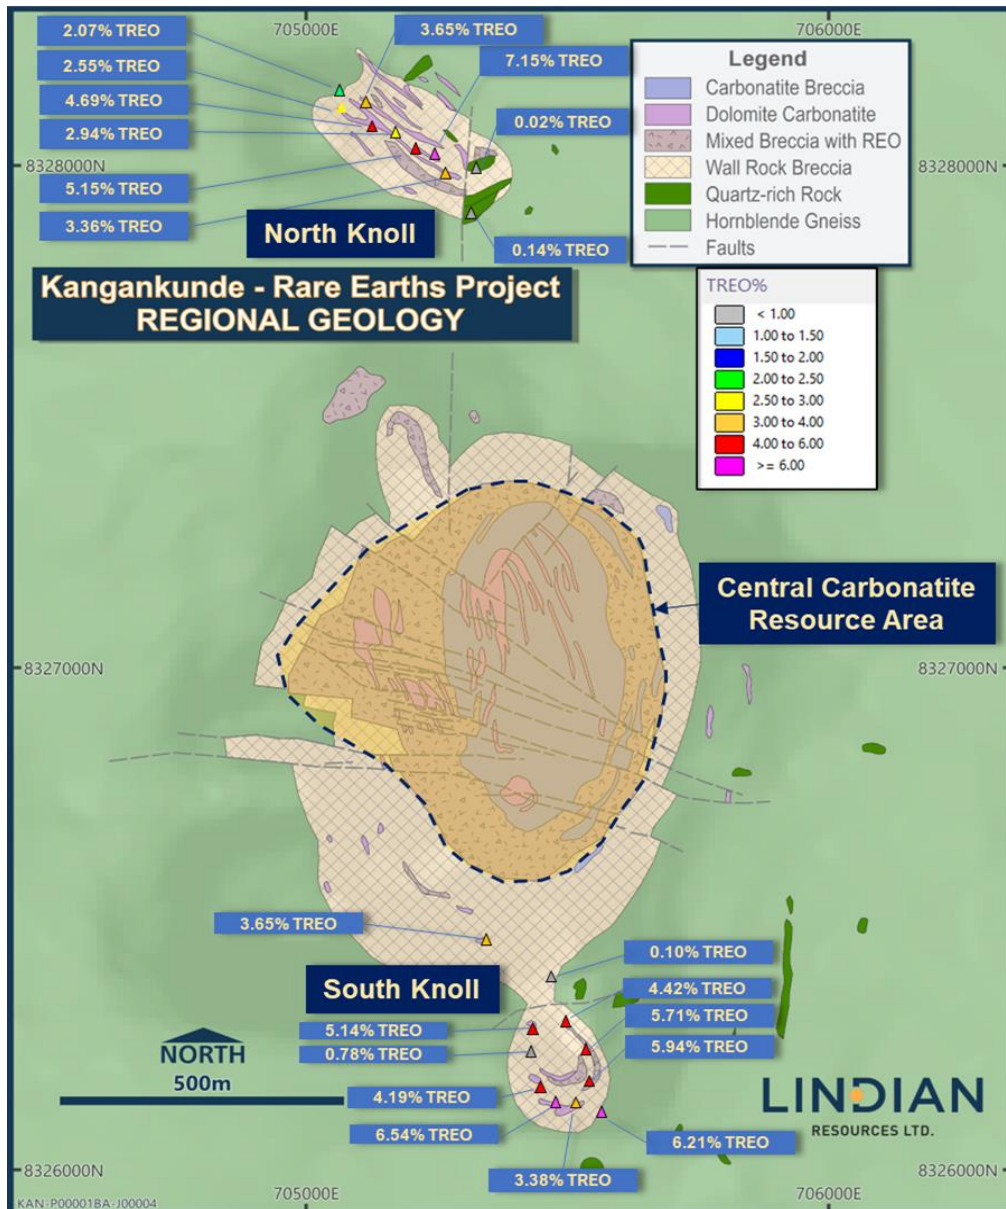 705000E
706000E
2.07% TREO
3.65% TREO
2.55% TREO
7.15% TREO
4.69% TREO
2.94% TREO
0.02% TREO
8328000N
8328000N
5.15% TREO
3.36% TREO
North Knoll
0.14% TREO
Legend
Carbonatite Breccia
Dolomite Carbonatite
Mixed Breccia with REO
Wall Rock Breccia
Quartz-rich Rock
Hornblende Gneiss
Faults
Kangankunde - Rare Earths Project
REGIONAL GEOLOGY
TREO%
< 1.00
1.00 to 1.50
1.50 to 2.00
2.00 to 2.50
2.50 to 3.00
3.00 to 4.00
4.00 to 6.00
>= 6.00
Central Carbonatite
Resource Area
8327000N
8327000N
3.65% TREO
0.10% TREO
South Knoll
4.42% TREO
5.14% TREO
5.71% TREO
0.78% TREO
5.94% TREO
4.19% TREO
6.54% TREO
6.21% TREO
3.38% TREO
NORTH
500m
LINDIAN
RESOURCES LTD.
8326000N
8326000N
705000E
706000E
KAN-P00001BA-J00004